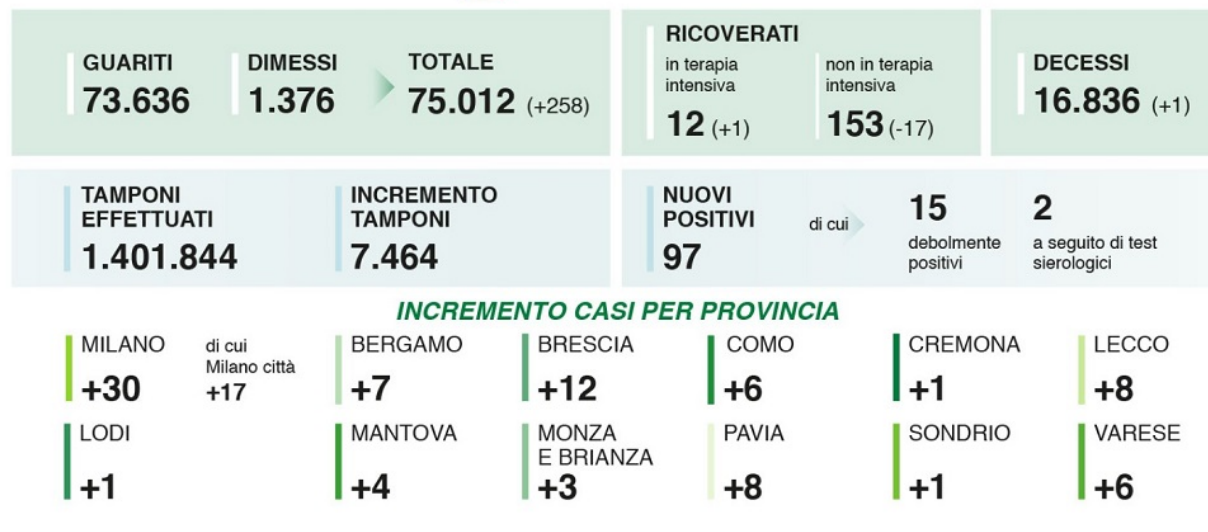 GUARITI
73.636
DIMESSI
1.376
TOTALE
75.012 (+258)
RICOVERATI
in terapia
intensiva
12 (+1)
non in terapia
intensiva
153 (-17)
DECESSI
16.836 (+1)
TAMPONI
EFFETTUATI
1.401.844
INCREMENTO
TAMPONI
7.464
NUOVI
POSITIVI
97
di cui
15
debolmente
positivi
2
a seguito di test
sierologici
INCREMENTO CASI PER PROVINCIA
MILANO
+30
di cui
Milano città
+17
BERGAMO
+7
BRESCIA
+12
COMO
+6
CREMONA
+1
LECCO
+8
LODI
+1
MANTOVA
+4
MONZA
E BRIANZA
+3
PAVIA
+8
SONDRIO
+1
VARESE
+6